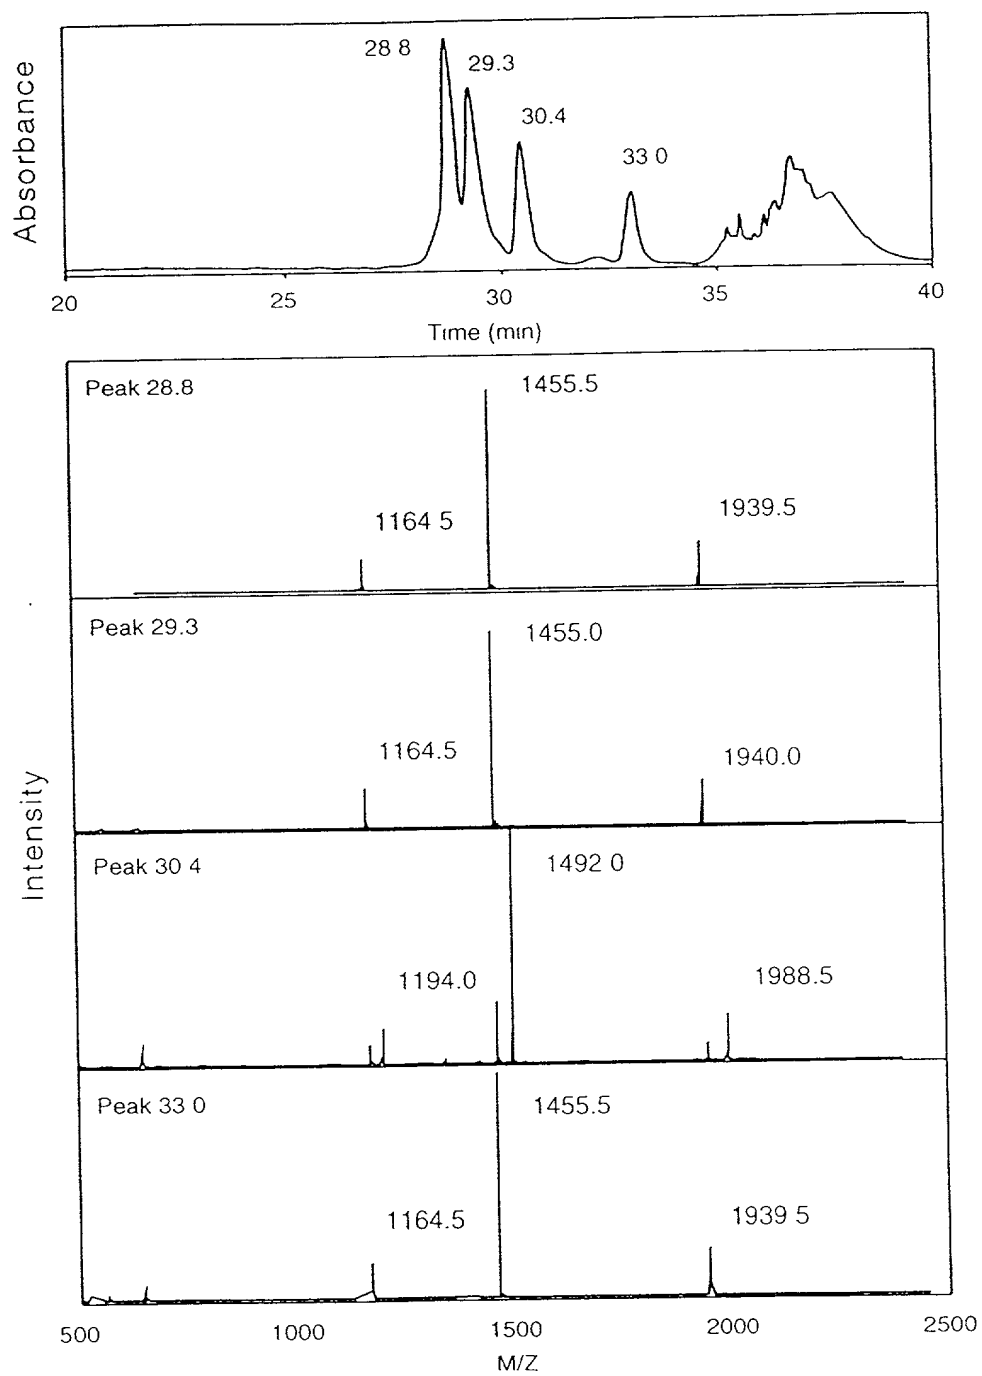 Absorbance
28 8
29.3
30.4
33 0
20 25 30 35 40
Time (min)
Intensity
Peak 28.8
1455.5
1164 5
1939.5
Peak 29.3
1455.0
1164.5
1940.0
Peak 30 4
1492 0
1194.0
1988.5
Peak 33 0
1455.5
1164.5
1939 5
500 1000 1500 2000 2500
M/Z